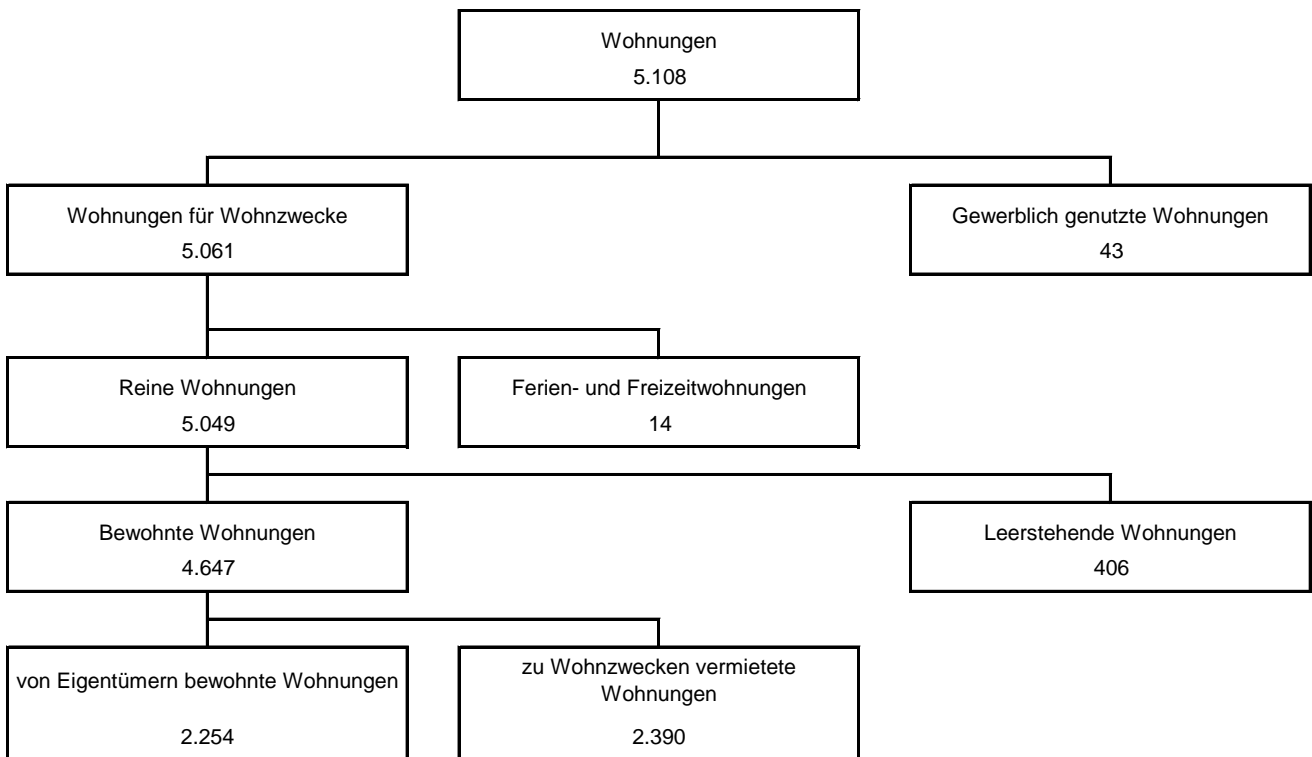 Wohnungen
5.108
Wohnungen für Wohnzwecke
5.061
Gewerblich genutzte Wohnungen
43
Reine Wohnungen
5.049
Ferien- und Freizeitwohnungen
14
Bewohnte Wohnungen
4.647
Leerstehende Wohnungen
406
von Eigentümern bewohnte Wohnungen
2.254
zu Wohnzwecken vermietete
Wohnungen
2.390